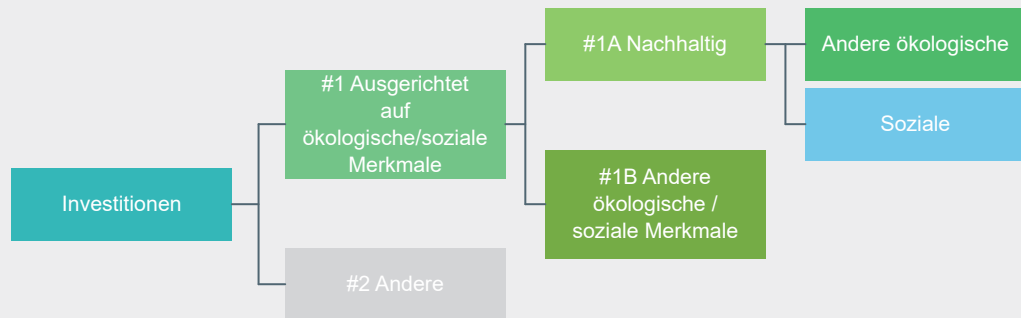 Investitionen
#1 Ausgerichtet
auf
ökologische/soziale
Merkmale
#2 Andere
#1A Nachhaltig
#1B Andere
ökologische /
soziale Merkmale
Andere ökologische
Soziale